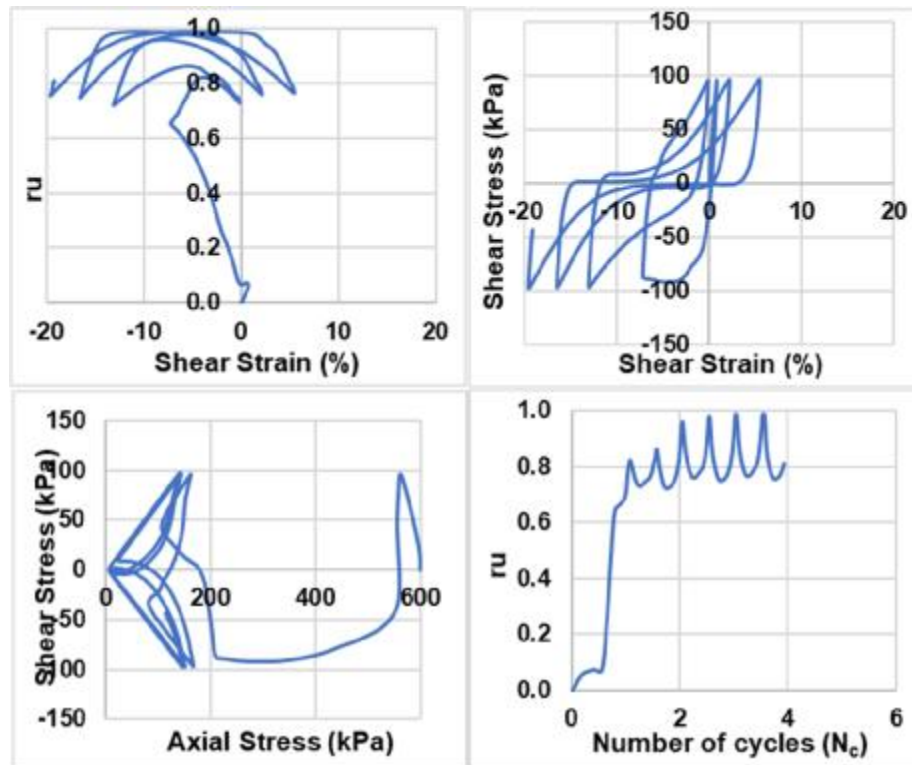 1.0
0.8
0.6
0.4
0.2
0.0
ru
-20 -10 0 10 20
Shear Strain (%)
150
100
50
0
-50
-100
-150
Shear Stress (kPa)
-20 -10 0 10 20
Shear Strain (%)
150
100
50
0
-50
-100
-150
Shear Stress (kPa)
0 200 400 600
Axial Stress (kPa)
1.0
0.8
0.6
0.4
0.2
0.0
ru
0 2 4 6
Number of cycles (Nc)